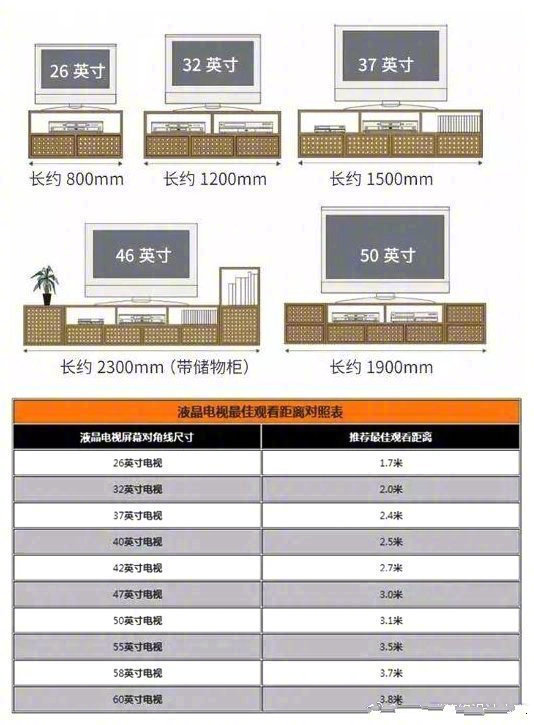 26 英寸
32 英寸
37 英寸
长约 800mm
长约 1200mm
长约 1500mm
46 英寸
50 英寸
长约 2300mm（带储物柜）
长约 1900mm
液晶电视最佳观看距离对照表
液晶电视屏幕对角线尺寸 推荐最佳观看距离
26英寸电视 1.7米
32英寸电视 2.0米
37英寸电视 2.4米
40英寸电视 2.5米
42英寸电视 2.7米
47英寸电视 3.0米
50英寸电视 3.1米
55英寸电视 3.5米
58英寸电视 3.7米
60英寸电视 3.8米